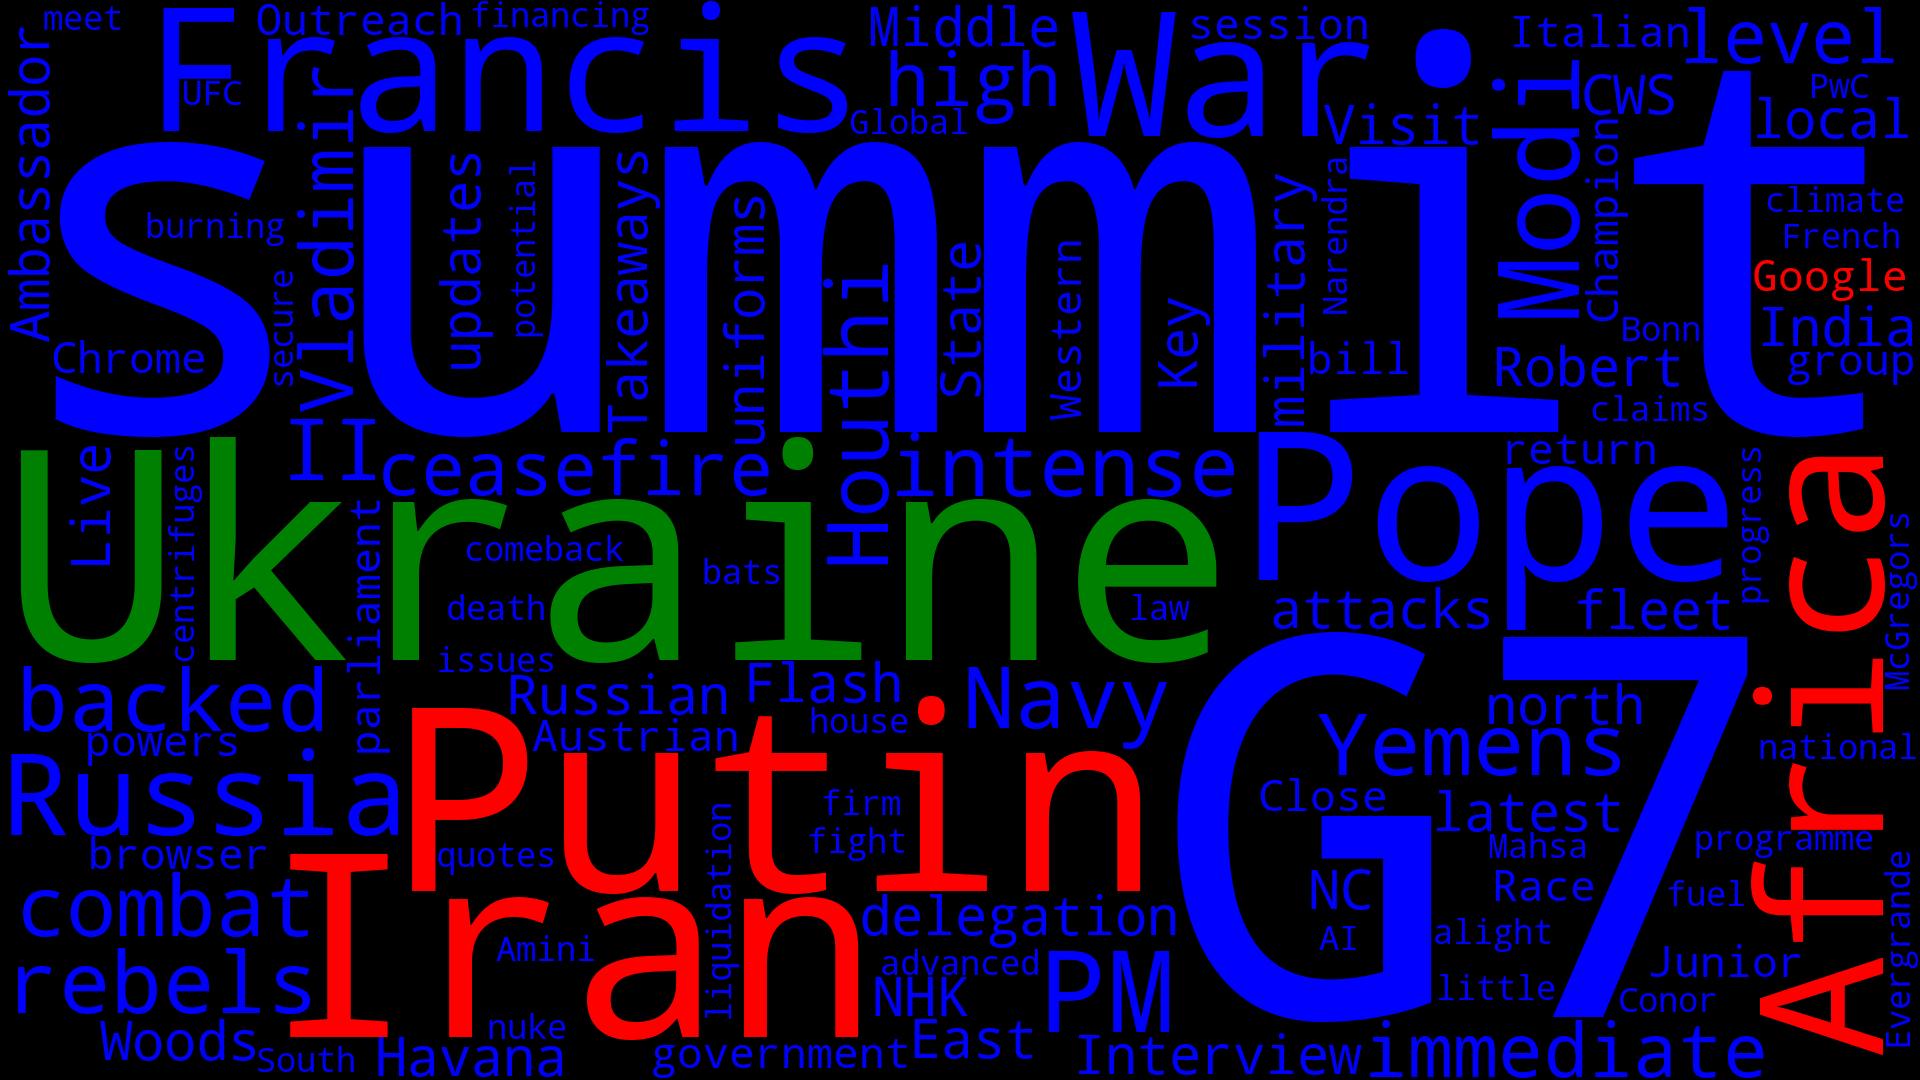 meet
Outreach
financing
Francis
UFC
Middle
high
Global
War
session
Visit
Italian
level
PwC
CWS
local
Ambassador
Vladimir
summit
burning
secure
Chrome
updates
potential
Takeaways
uniforms
Houthi
State
Western
Key
military
Narendra
bill
Modi
Champion
climate
French
Google
India
group
Bonn
Robert
claims
return
Live
centrifuges
II
ceasefire
intense
Ukraine
parliament
comeback
bats
death
law
issues
Pope
attacks
fleet
progress
Africa
McGregors
backed
powers
Russian
Austrian
Flash
house
Navy
G7
Yemens
north
national
Russia
Putin
browser
quotes
firm
fight
liquidation
Close
latest
Mahsa
Race
programme
fuel
NC
AI
alight
little
combat
rebels
Iran
Amini
nuke
delegation
advanced
NHK
PM
Junior
Conor
Evergrande
Woods
South
Havana
government
East
Interview
immediate